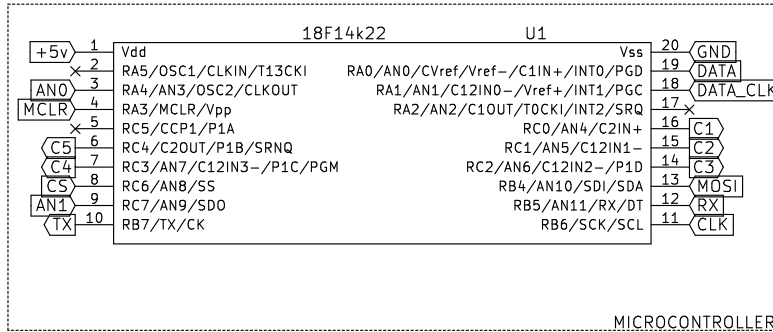 18F14k22 U1
+5v 1 Vdd Vss 20 GND
2 RA5/OSC1/CLKIN/T13CKI RA0/AN0/CVref/Vref-/C1IN+/INT0/PGD 19 DATA
AN0 3 RA4/AN3/OSC2/CLKOUT RA1/AN1/C12IN0-/Vref+/INT1/PGC 18 DATA_CLK
MCLR 4 RA3/MCLR/Vpp RA2/AN2/C1OUT/T0CKI/INT2/SRQ 17
5 RC5/CCP1/P1A RC0/AN4/C2IN+ 16 C1
C5 6 RC4/C2OUT/P1B/SRNQ RC1/AN5/C12IN1- 15 C2
C4 7 RC3/AN7/C12IN3-/P1C/PGM RC2/AN6/C12IN2-/P1D 14 C3
CS 8 RC6/AN8/SS RB4/AN10/SDI/SDA 13 MOSI
AN1 9 RC7/AN9/SDO RB5/AN11/RX/DT 12 RX
TX 10 RB7/TX/CK RB6/SCK/SCL 11 CLK
MICROCONTROLLER